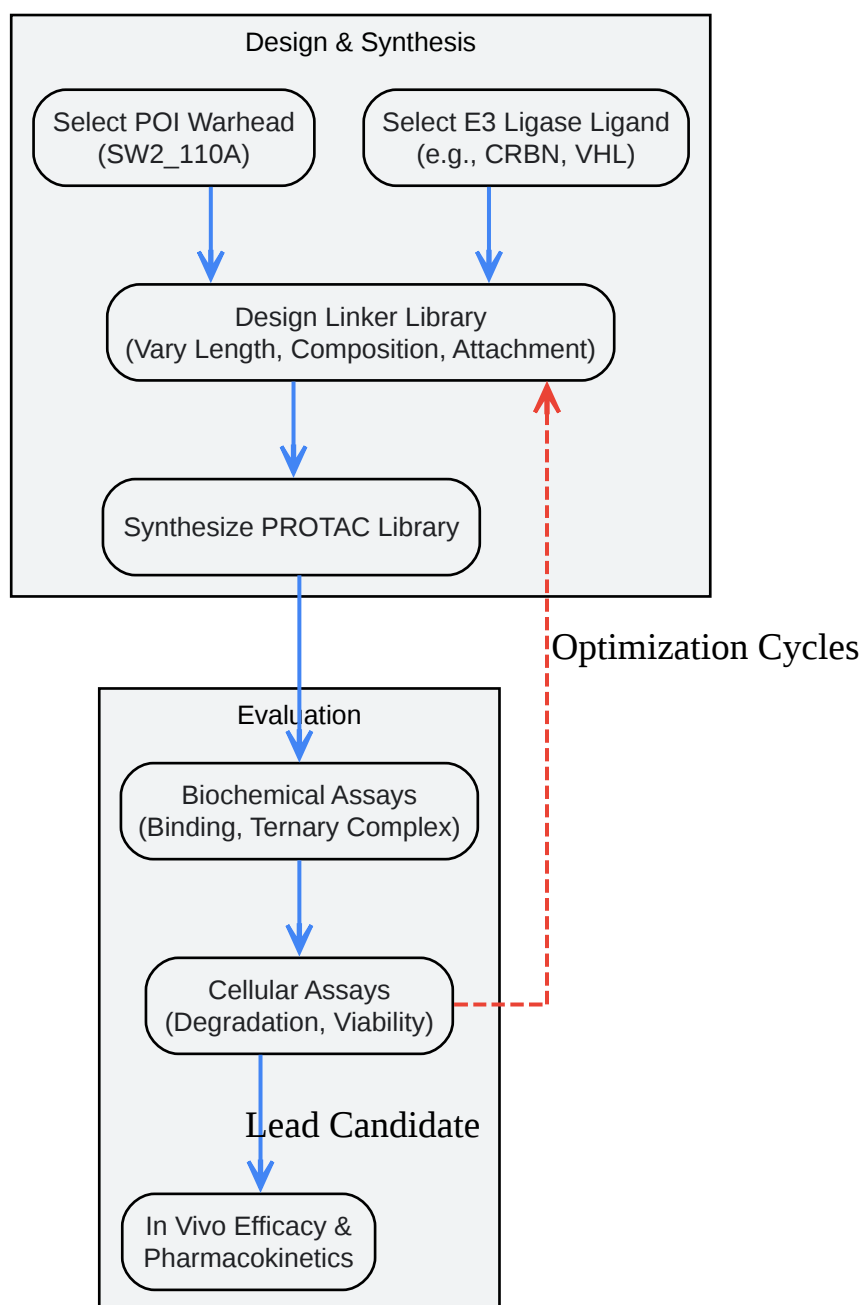 Design & Synthesis
Select POI Warhead
(SW2_110A)
Select E3 Ligase Ligand
(e.g., CRBN, VHL)
Design Linker Library
(Vary Length, Composition, Attachment)
Synthesize PROTAC Library
Optimization Cycles
Evaluation
Biochemical Assays
(Binding, Ternary Complex)
Cellular Assays
(Degradation, Viability)
Lead Candidate
In Vivo Efficacy &
Pharmacokinetics